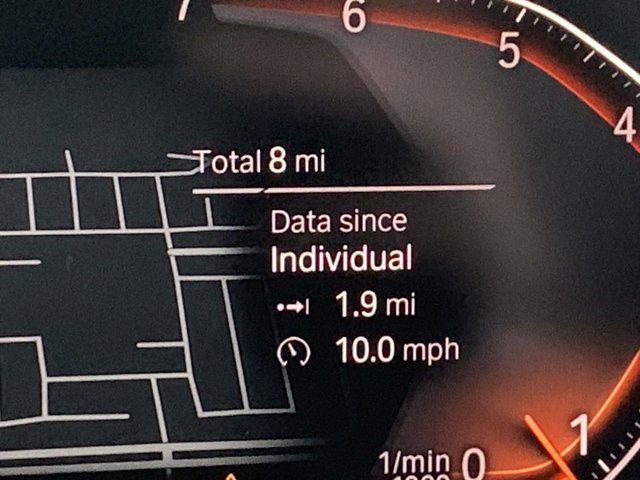 7
6
5
4
Total 8 mi
Data since
Individual
1.9 mi
10.0 mph
1
1/min 0